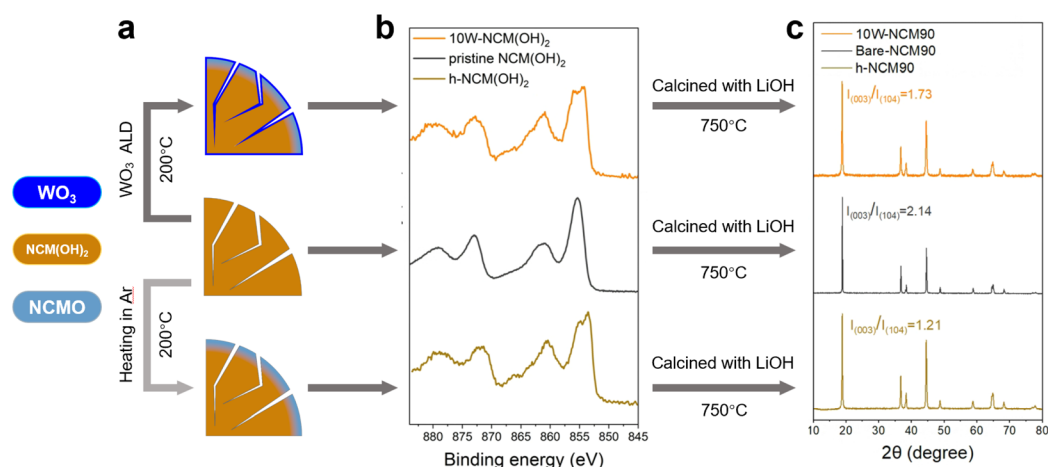 a
WO₃ ALD
200°C
WO₃
NCM(OH)₂
NCMO
Heating in Ar
200°C
b
10W-NCM(OH)₂
pristine NCM(OH)₂
h-NCM(OH)₂
880 875 870 865 860 855 850 845
Binding energy (eV)
Calcined with LiOH
750°C
Calcined with LiOH
750°C
Calcined with LiOH
750°C
c
10W-NCM90
Bare-NCM90
h-NCM90
I₍₀₀₃₎/I₍₁₀₄₎=1.73
I₍₀₀₃₎/I₍₁₀₄₎=2.14
I₍₀₀₃₎/I₍₁₀₄₎=1.21
10 20 30 40 50 60 70 80
2θ (degree)